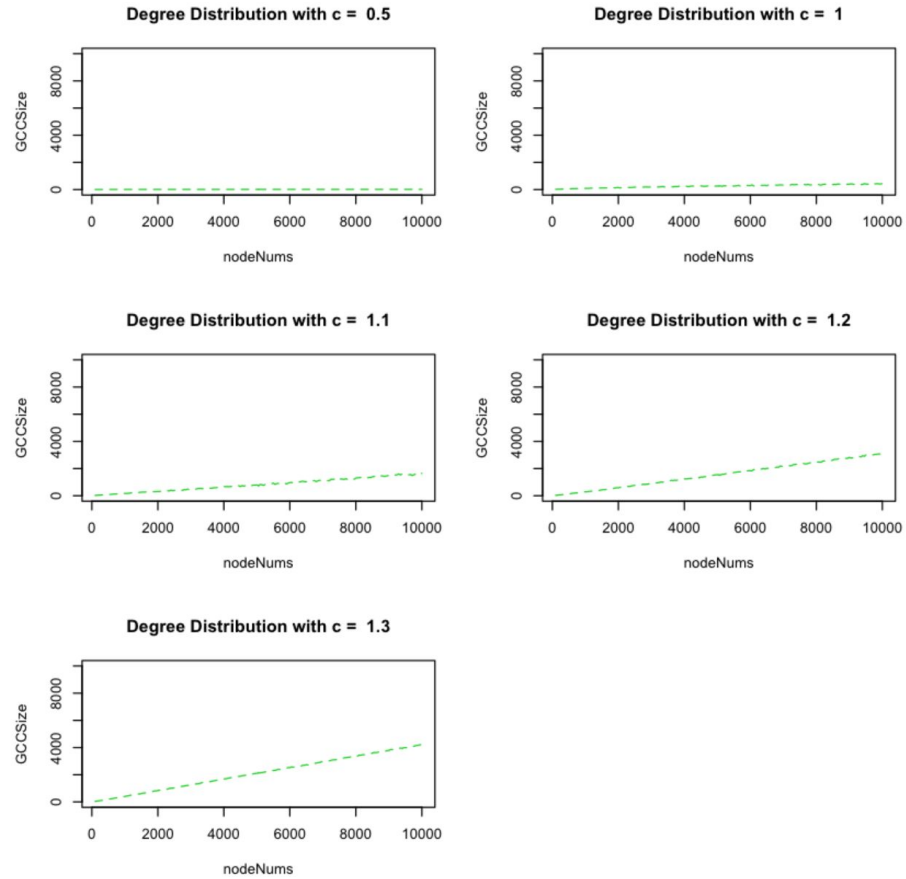 Degree Distribution with c =  0.5
GCCSize
8000
4000
0
0 2000 4000 6000 8000 10000
nodeNums
Degree Distribution with c =  1
GCCSize
8000
4000
0
0 2000 4000 6000 8000 10000
nodeNums
Degree Distribution with c =  1.1
GCCSize
8000
4000
0
0 2000 4000 6000 8000 10000
nodeNums
Degree Distribution with c =  1.2
GCCSize
8000
4000
0
0 2000 4000 6000 8000 10000
nodeNums
Degree Distribution with c =  1.3
GCCSize
8000
4000
0
0 2000 4000 6000 8000 10000
nodeNums